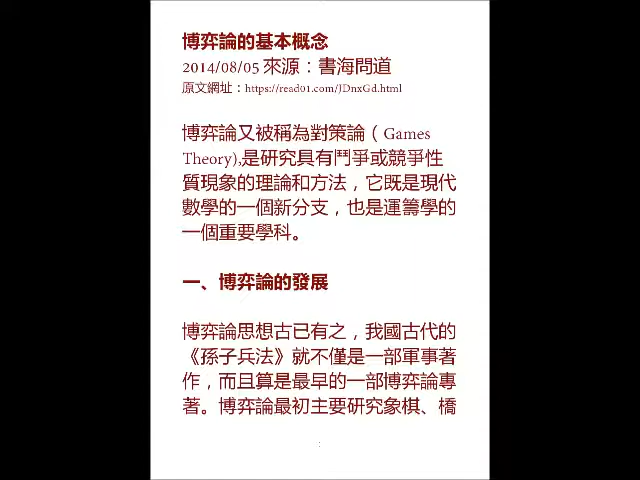 博弈論的基本概念
2014/08/05 來源：書海問道
原文網址：https://read01.com/JDnxGd.html
博弈論又被稱為對策論（Games
Theory),是研究具有鬥爭或競爭性
質現象的理論和方法，它既是現代
數學的一個新分支，也是運籌學的
一個重要學科。
一、博弈論的發展
博弈論思想古已有之，我國古代的
《孫子兵法》就不僅是一部軍事著
作，而且算是最早的一部博弈論專
著。博弈論最初主要研究象棋、橋